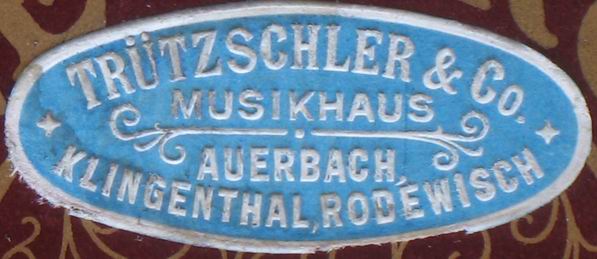 TRÜTZSCHLER & Co.
MUSIKHAUS
AUERBACH,
KLINGENTHAL, RODEWISCH